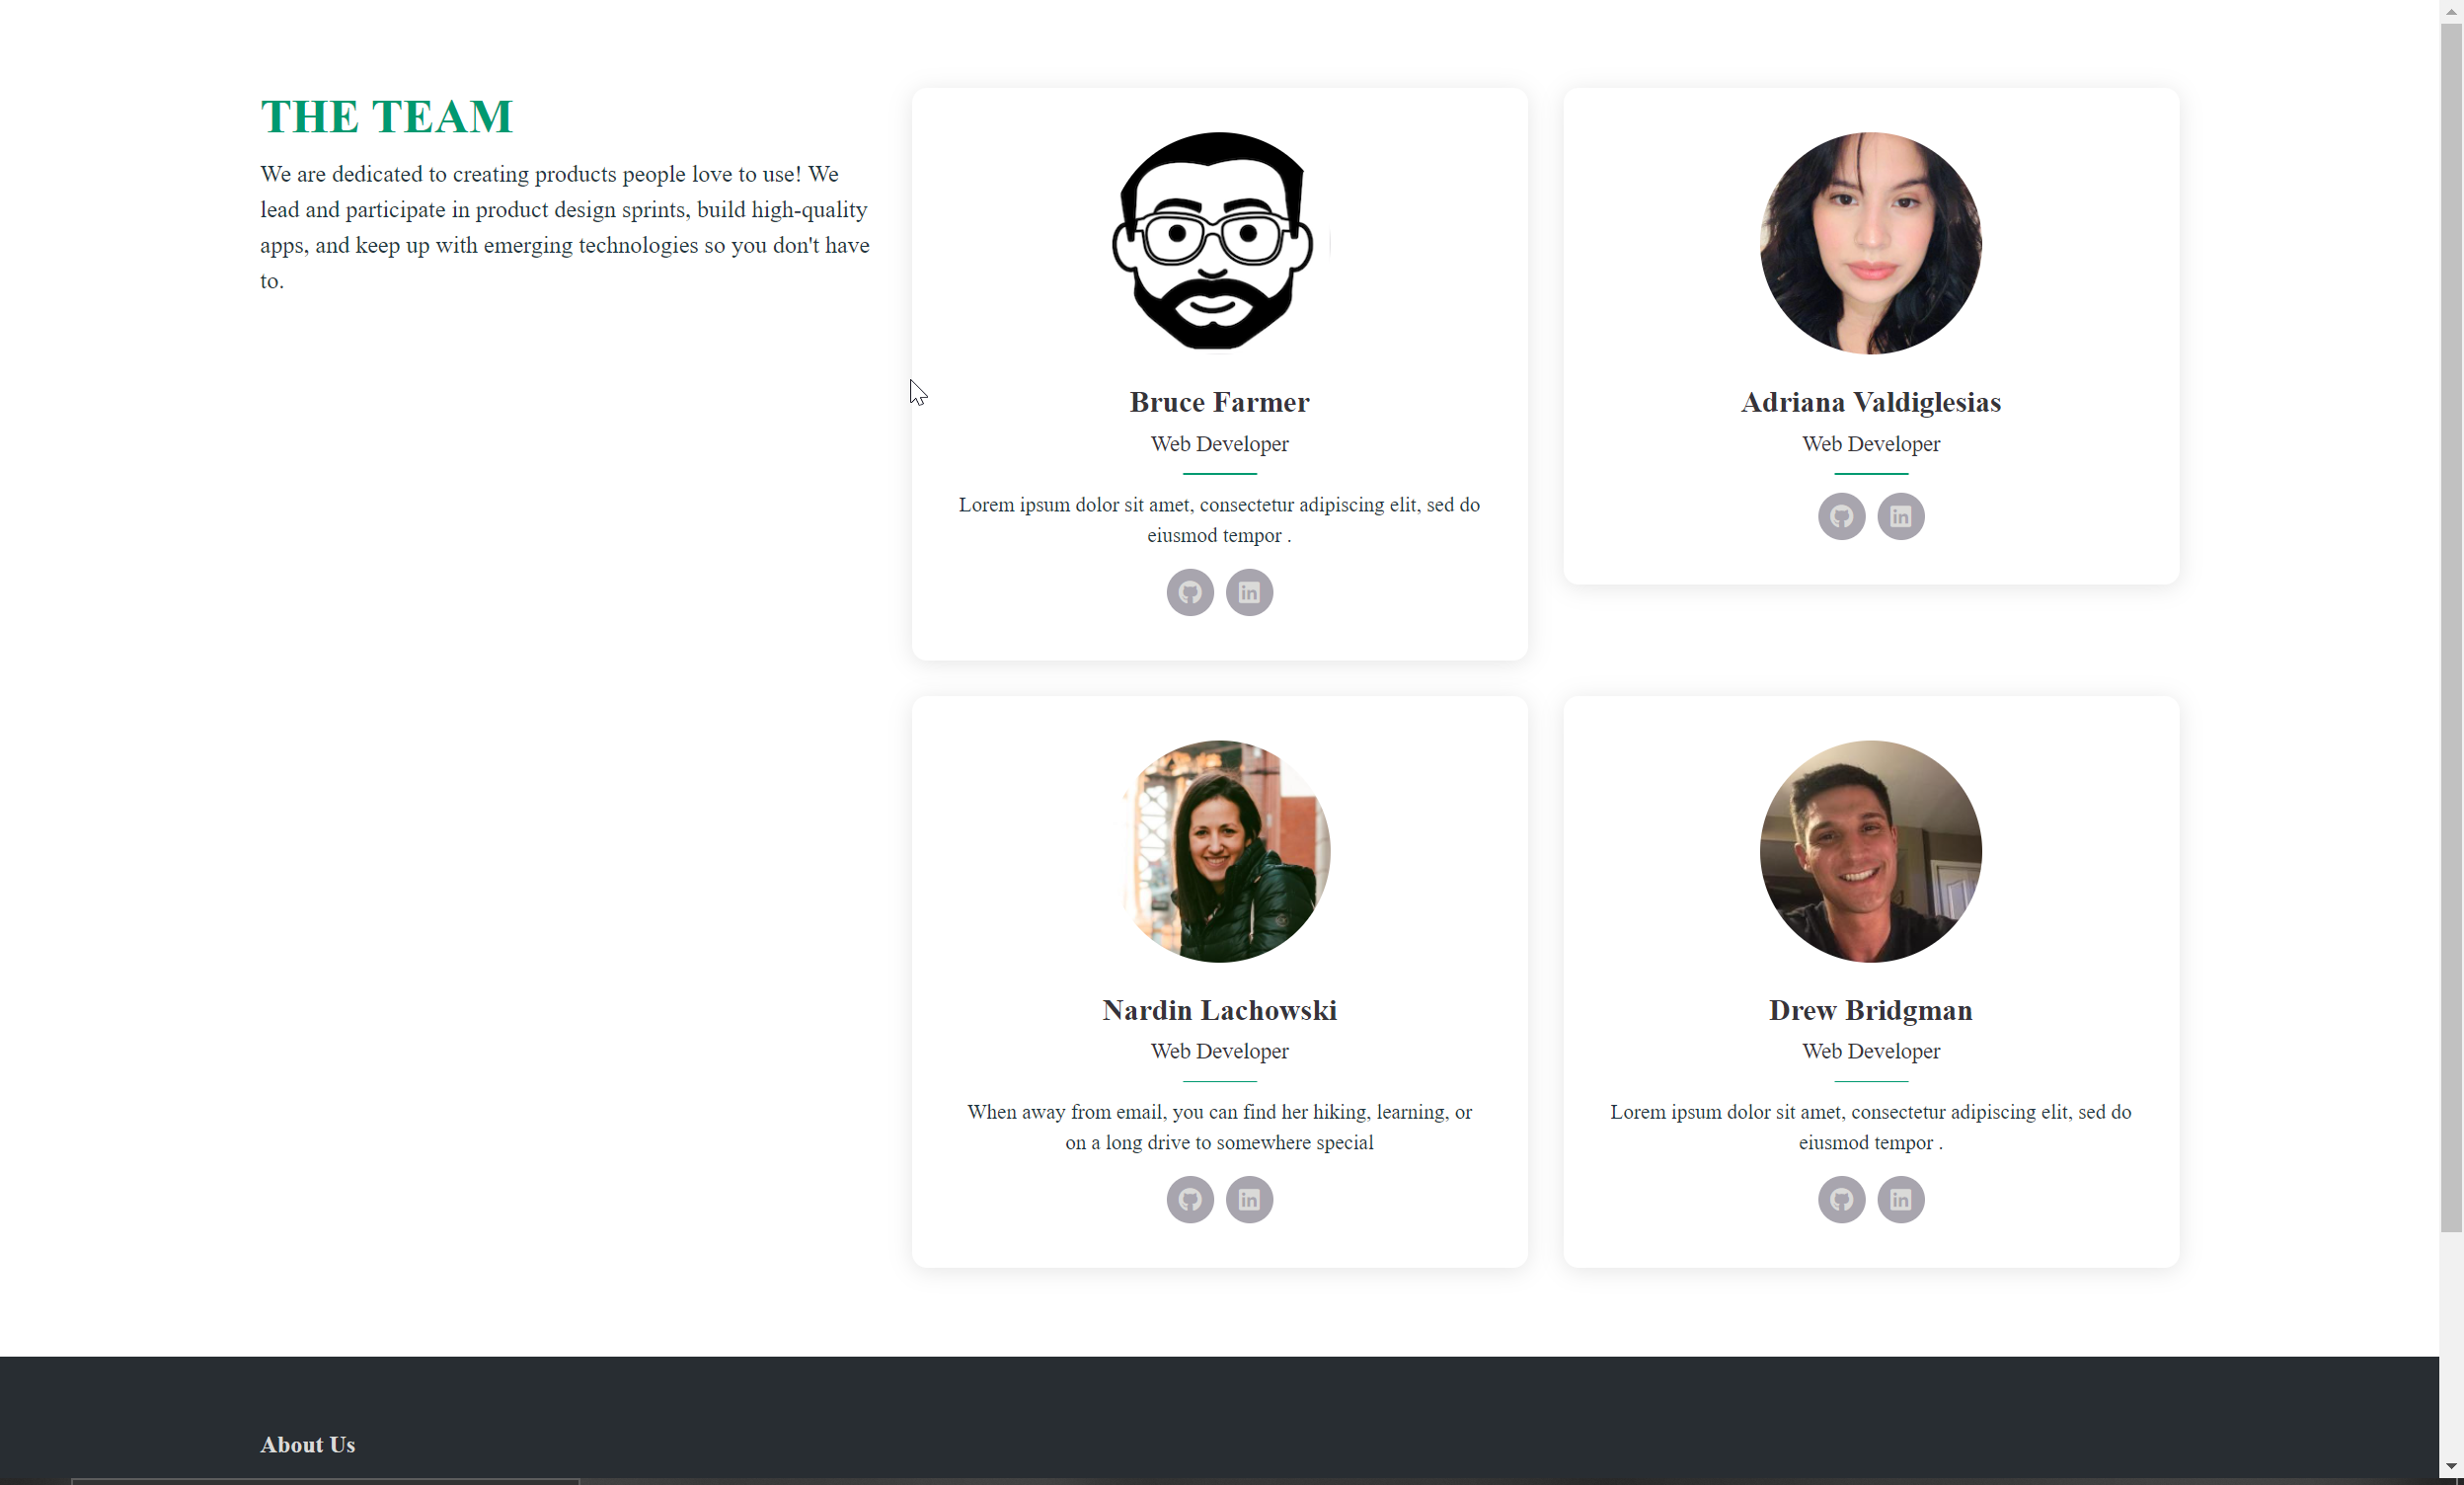 THE TEAM
We are dedicated to creating products people love to use! We
lead and participate in product design sprints, build high-quality
apps, and keep up with emerging technologies so you don't have
to.
Bruce Farmer
Web Developer
Lorem ipsum dolor sit amet, consectetur adipiscing elit, sed do
eiusmod tempor .
in
Adriana Valdiglesias
Web Developer
in
Nardin Lachowski
Web Developer
When away from email, you can find her hiking, learning, or
on a long drive to somewhere special
in
Drew Bridgman
Web Developer
Lorem ipsum dolor sit amet, consectetur adipiscing elit, sed do
eiusmod tempor .
in
About Us